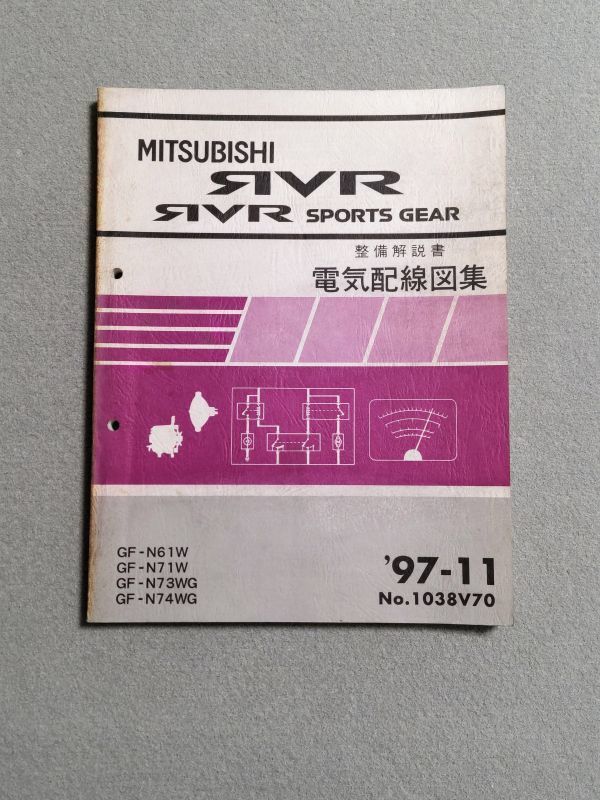 MITSUBISHI
RVR
RVR SPORTS GEAR
整備解説書
電気配線図集
GF-N61W
GF-N71W
GF-N73WG
GF-N74WG
'97-11
No.1038V70